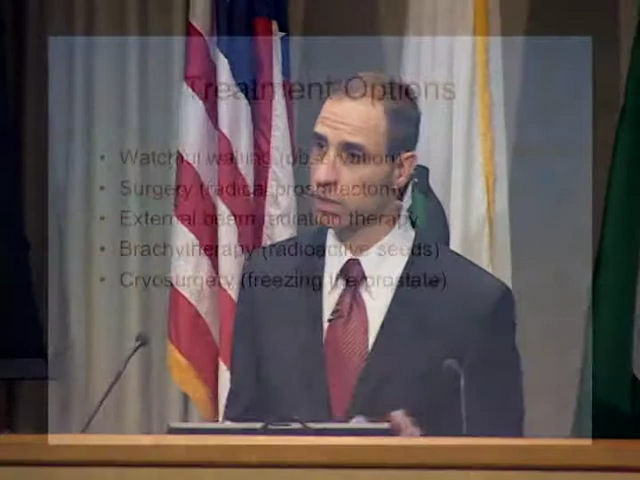 Treatment Options
• Watchful waiting (observation)
• Surgery (radical prostatectomy)
• External beam radiation therapy
• Brachytherapy (radioactive seeds)
• Cryosurgery (freezing the prostate)